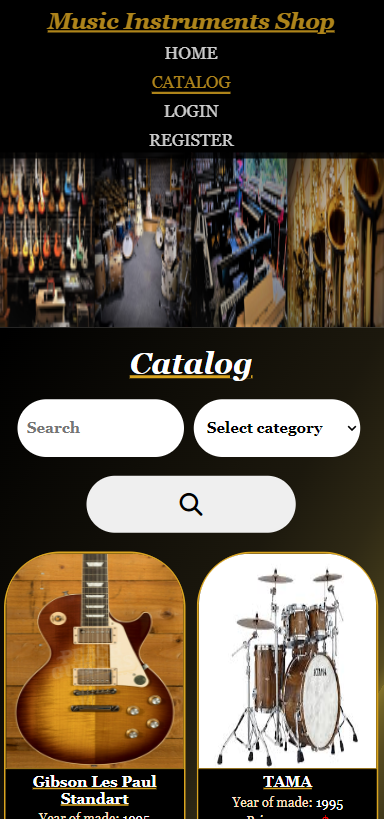 Music Instruments Shop
HOME
CATALOG
LOGIN
REGISTER
Catalog
Search
Select category
TAMA
Gibson Les Paul
Standart
Year of made: 1995
TAMA
Year of made: 1995